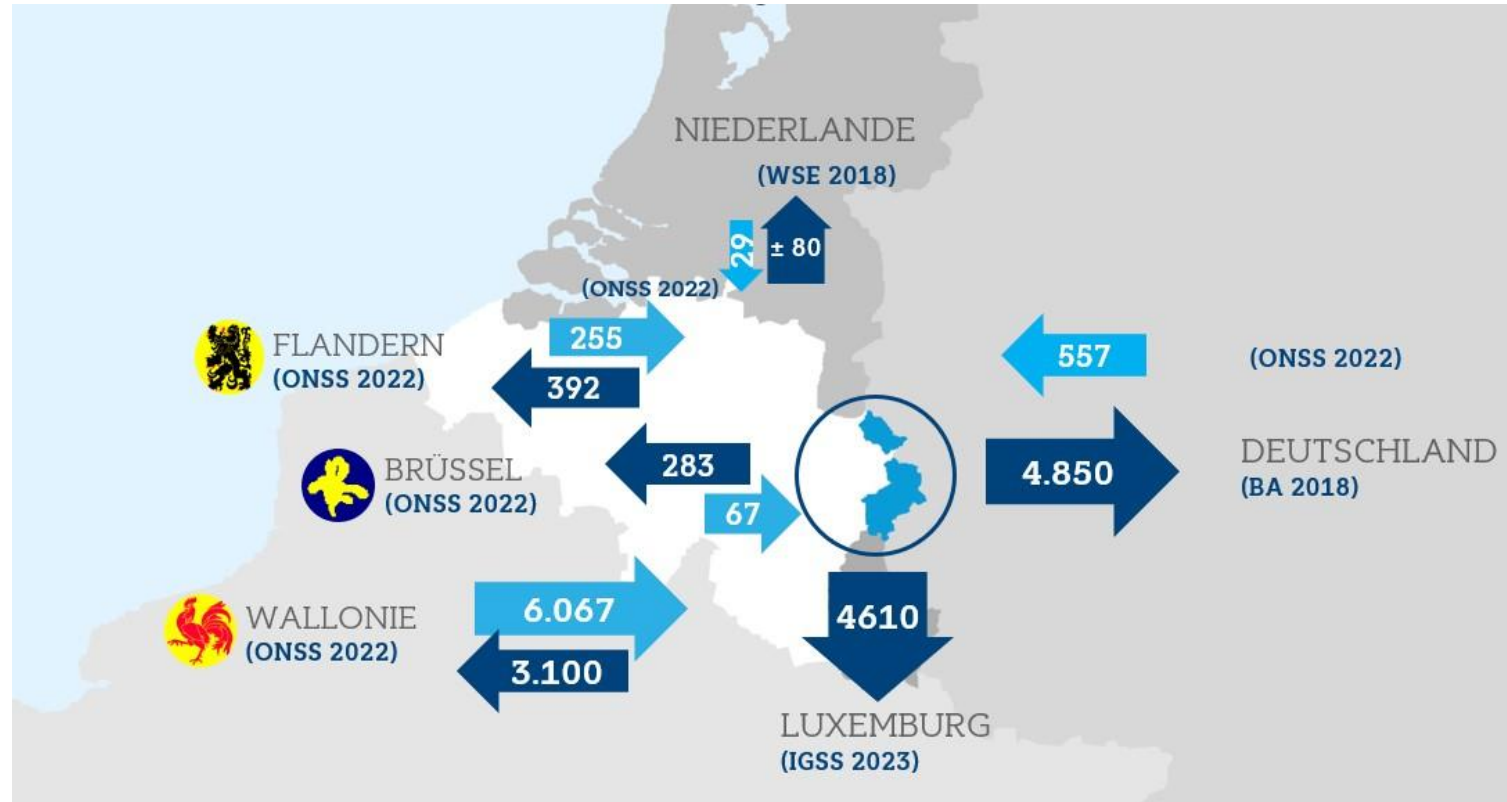 NIEDERLANDE
(WSE 2018)
29
± 80
(ONSS 2022)
FLANDERN
(ONSS 2022)
255
392
557
(ONSS 2022)
BRÜSSEL
(ONSS 2022)
283
67
4.850
DEUTSCHLAND
(BA 2018)
WALLONIE
(ONSS 2022)
6.067
3.100
4610
LUXEMBURG
(IGSS 2023)